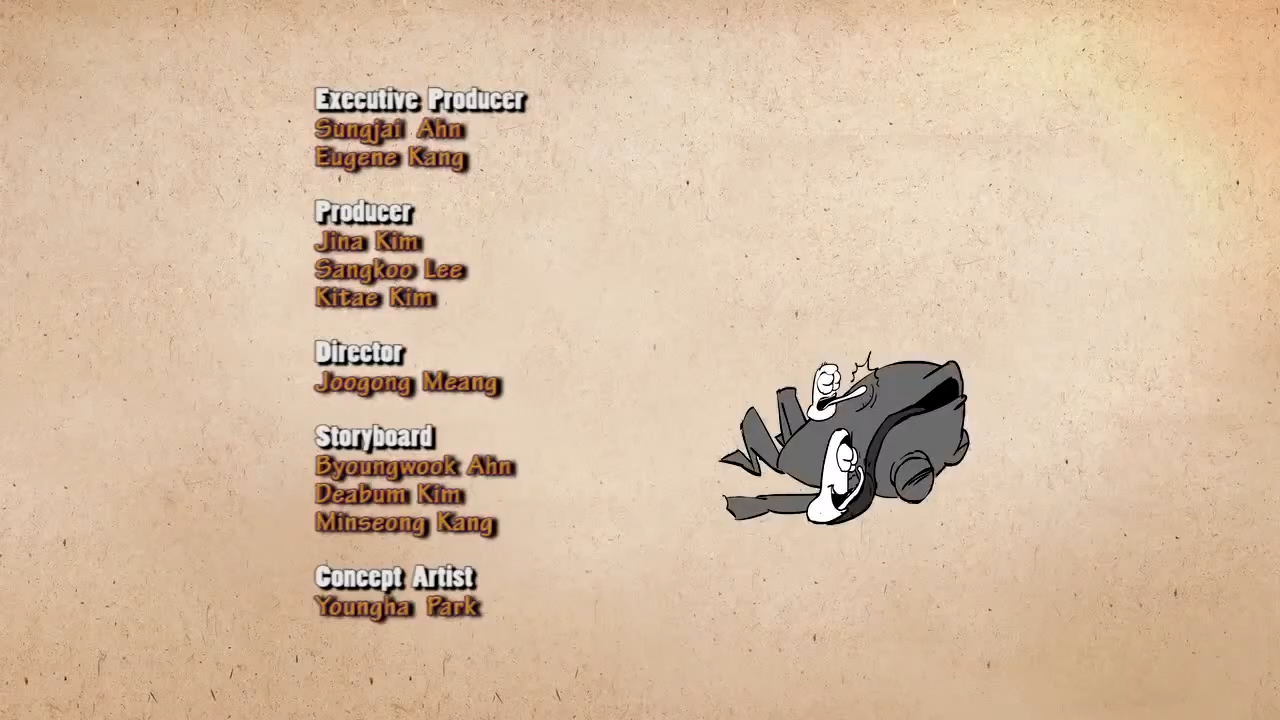 Executive Producer
Sungjai Ahn
Eugene Kang
Producer
Jina Kim
Sangkoo Lee
Kitae Kim
Director
Joogong Meang
Storyboard
Byoungwook Ahn
Deabum Kim
Minseong Kang
Concept Artist
Youngha Park